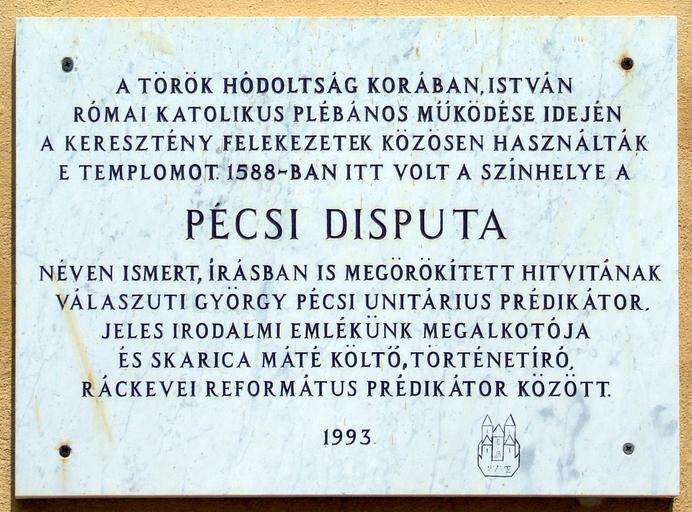 A TÖRÖK HÓDOLTSÁG KORÁBAN, ISTVÁN
RÓMAI KATOLIKUS PLÉBÁNOS MŰKÖDÉSE IDEJÉN
A KERESZTÉNY FELEKEZETEK KÖZÖSEN HASZNÁLTÁK
E TEMPLOMOT. 1588-BAN ITT VOLT A SZÍNHELYE A
PÉCSI DISPUTA
NÉVEN ISMERT, ÍRÁSBAN IS MEGÖRÖKÍTETT HITVITÁNAK
VÁLASZUTI GYÖRGY PÉCSI UNITÁRIUS PRÉDIKÁTOR,
JELES IRODALMI EMLÉKÜNK MEGALKOTÓJA
ÉS SKARICA MÁTÉ KÖLTŐ, TÖRTÉNETÍRÓ,
RÁCKEVEI REFORMÁTUS PRÉDIKÁTOR KÖZÖTT.
1993.